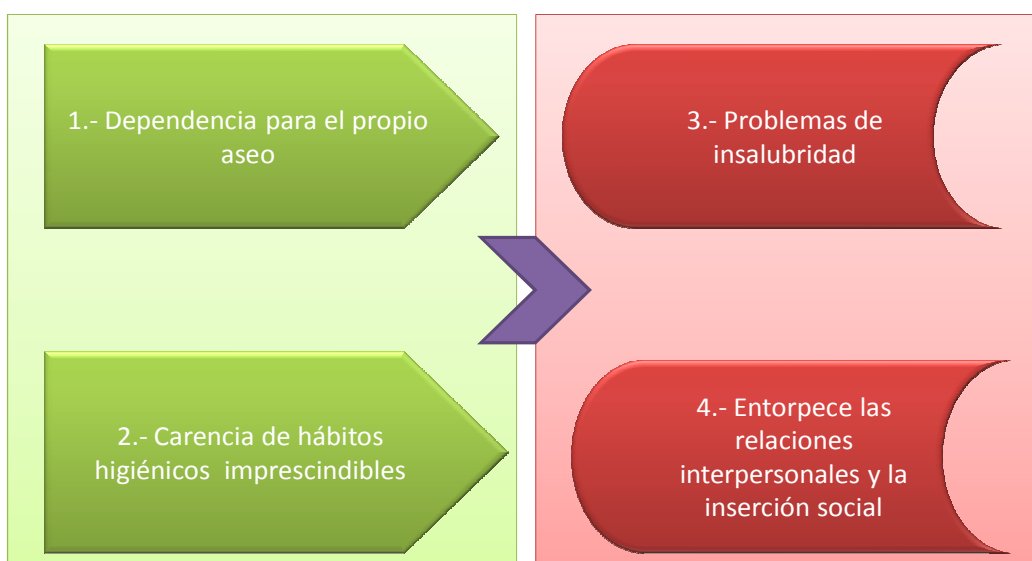 1.- Dependencia para el propio
aseo
2.- Carencia de hábitos
higiénicos  imprescindibles
3.- Problemas de
insalubridad
4.- Entorpece las
relaciones
interpersonales y la
inserción social